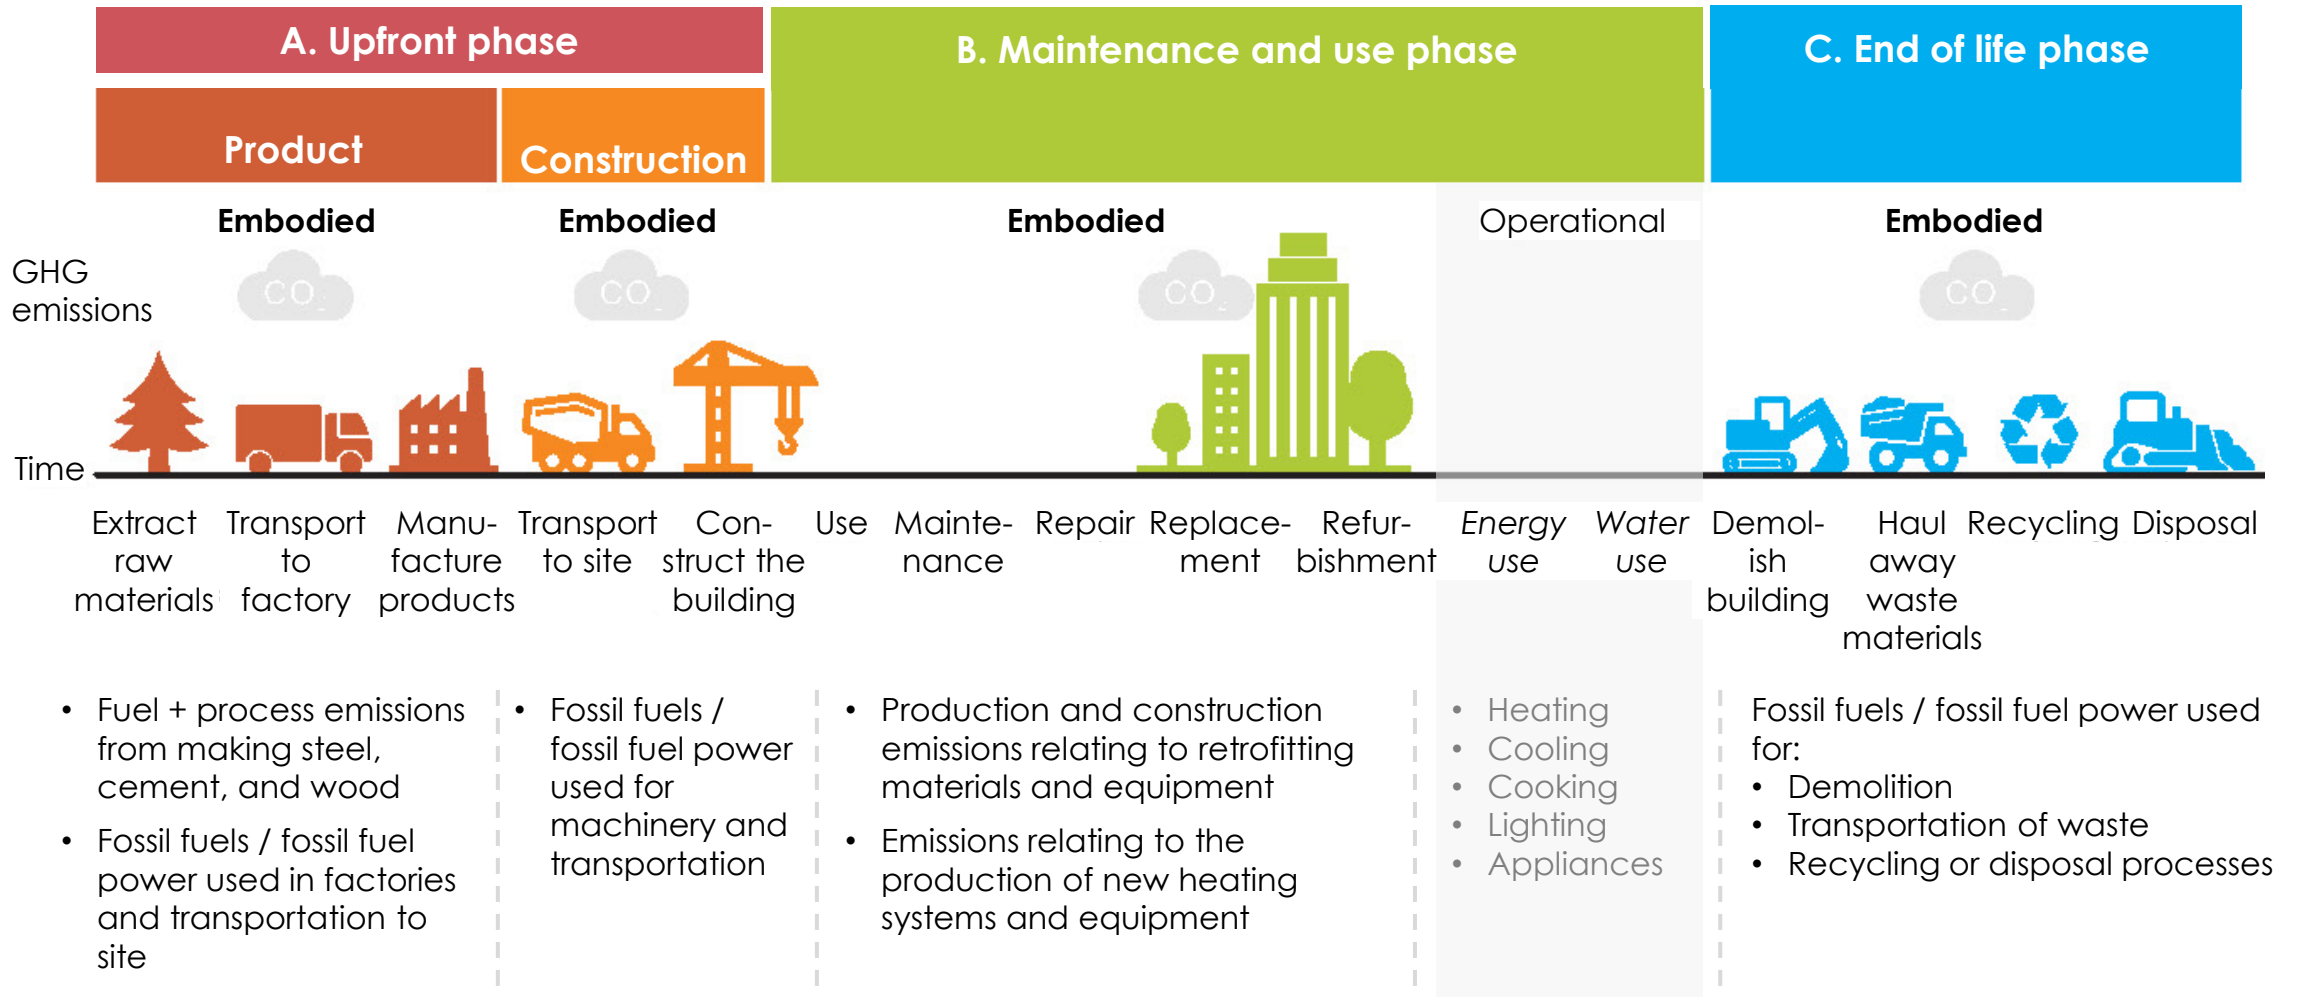 A. Upfront phase
B. Maintenance and use phase
C. End of life phase
Product
Construction
Embodied
Embodied
Embodied
Operational
Embodied
GHG
emissions
CO2
CO2
CO2
CO
Time
Extract
raw
materials
Transport
to
factory
Manu-
facture
products
Transport
to site
Con-
struct the
building
Use
Mainte-
nance
Repair
Replace-
ment
Refur-
bishment
Energy
use
Water
use
Demol-
ish
building
Haul
away
waste
materials
Recycling
Disposal
• Fuel + process emissions
from making steel,
cement, and wood
• Fossil fuels / fossil fuel
power used in factories
and transportation to
site
• Fossil fuels /
fossil fuel power
used for
machinery and
transportation
• Production and construction
emissions relating to retrofitting
materials and equipment
• Emissions relating to the
production of new heating
systems and equipment
• Heating
• Cooling
• Cooking
• Lighting
• Appliances
Fossil fuels / fossil fuel power used
for:
• Demolition
• Transportation of waste
• Recycling or disposal processes